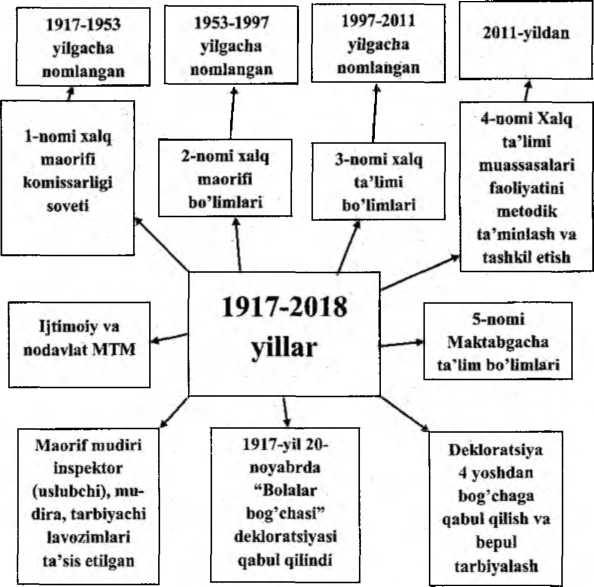 1917-1953
yilgacha
nomlangan
1953-1997
yilgacha
nomlangan
1997-2011
yilgacha
nomlangan
2011-yildan
1-nomi xalq
maorifi
komissarligi
soveti
2-nomi xalq
maorifi
bo'limlari
3-nomi xalq
ta'limi
bo'limlari
4-nomi Xalq
ta'limi
muassasalari
faoliyatini
metodik
ta'minlash va
tashkil etish
1917-2018
yillar
Ijtimoiy va
nodavlat MTM
5-nomi
Maktabgacha
ta'lim bo'limlari
Maorif mudiri
inspektor
(uslubchi), mu-
dira, tarbiyachi
lavozimlari
ta'sis etilgan
1917-yil 20-
noyabrda
“Bolalar
bog'chasi”
dekloratsiyasi
qabul qilindi
Dekloratsiya
4 yoshdan
bog'chaga
qabul qilish va
bepul
tarbiyalash